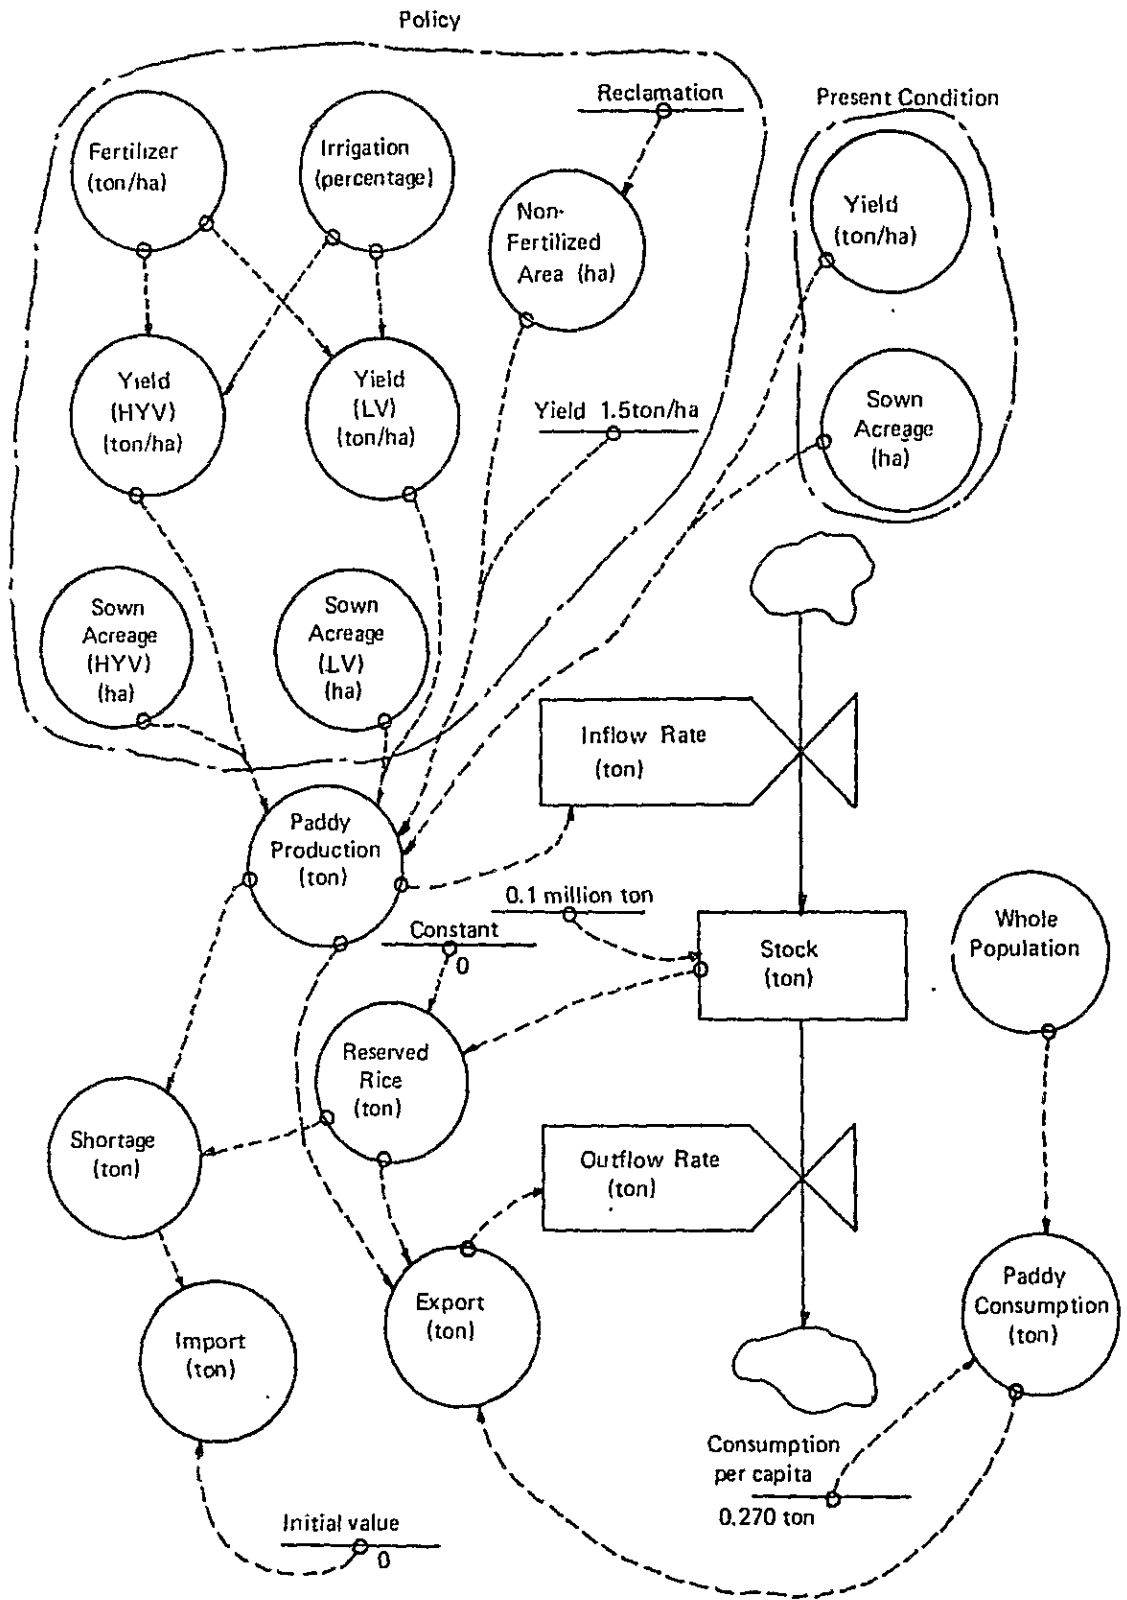 Policy
Reclamation
Present Condition
Fertilizer
(ton/ha)
Irrigation
(percentage)
Non-
Fertilized
Area (ha)
Yield
(ton/ha)
Yield
(HYV)
(ton/ha)
Yield
(LV)
(ton/ha)
Yield 1.5ton/ha
Sown
Acreage
(ha)
Sown
Acreage
(HYV)
(ha)
Sown
Acreage
(LV)
(ha)
Inflow Rate
(ton)
Paddy
Production
(ton)
0.1 million ton
Constant
0
Stock
(ton)
Whole
Population
Reserved
Rice
(ton)
Shortage
(ton)
Outflow Rate
(ton)
Export
(ton)
Paddy
Consumption
(ton)
Import
(ton)
Consumption
per capita
0.270 ton
Initial value
0